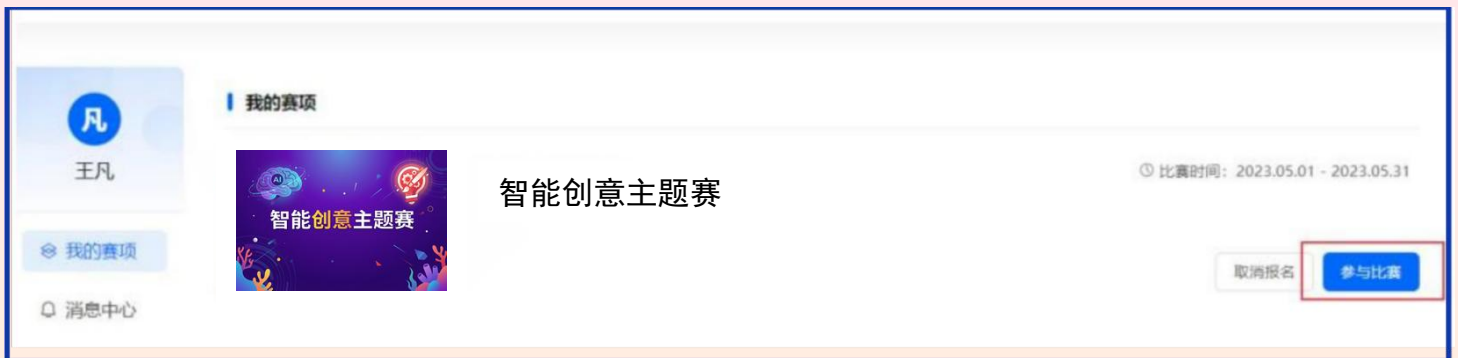 凡
王凡
我的赛项
消息中心
我的赛项
AI
智能创意主题赛
智能创意主题赛
比赛时间：2023.05.01 - 2023.05.31
取消报名
参与比赛